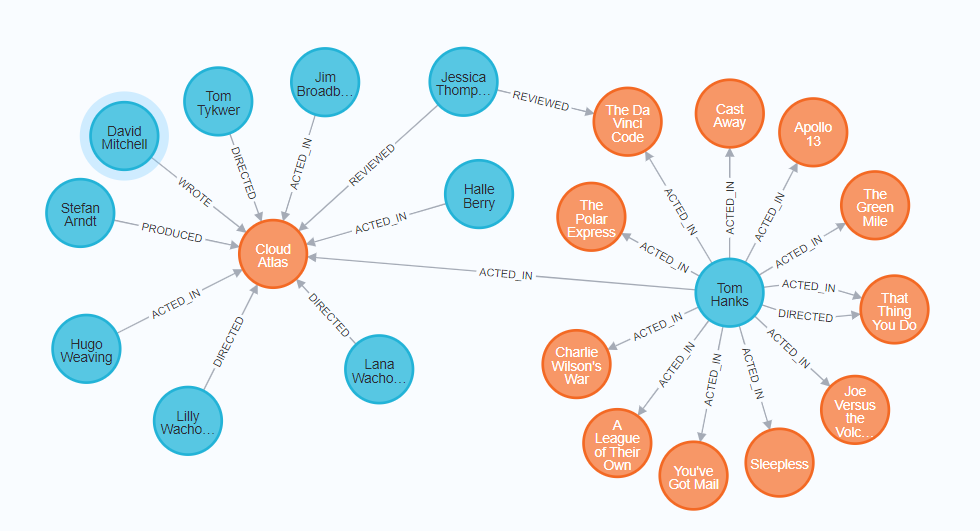 David
Mitchell
Tom
Tykwer
Jim
Broadb...
Jessica
Thomp...
REVIEWED
The Da
Vinci
Code
Cast
Away
Apollo
13
WROTE
DIRECTED
ACTED_IN
REVIEWED
Stefan
Arndt
PRODUCED
Halle
Berry
ACTED_IN
ACTED_IN
ACTED_IN
ACTED_IN
The
Polar
Express
ACTED_IN
The
Green
Mile
ACTED_IN
Cloud
Atlas
ACTED_IN
Tom
Hanks
ACTED_IN
DIRECTED
That
Thing
You Do
Hugo
Weaving
ACTED_IN
DIRECTED
DIRECTED
Lilly
Wacho...
Lana
Wacho...
Charlie
Wilson's
War
ACTED_IN
ACTED_IN
ACTED_IN
ACTED_IN
ACTED_IN
Joe
Versus
the
Volc...
A
League
of Their
Own
You've
Got Mail
Sleepless